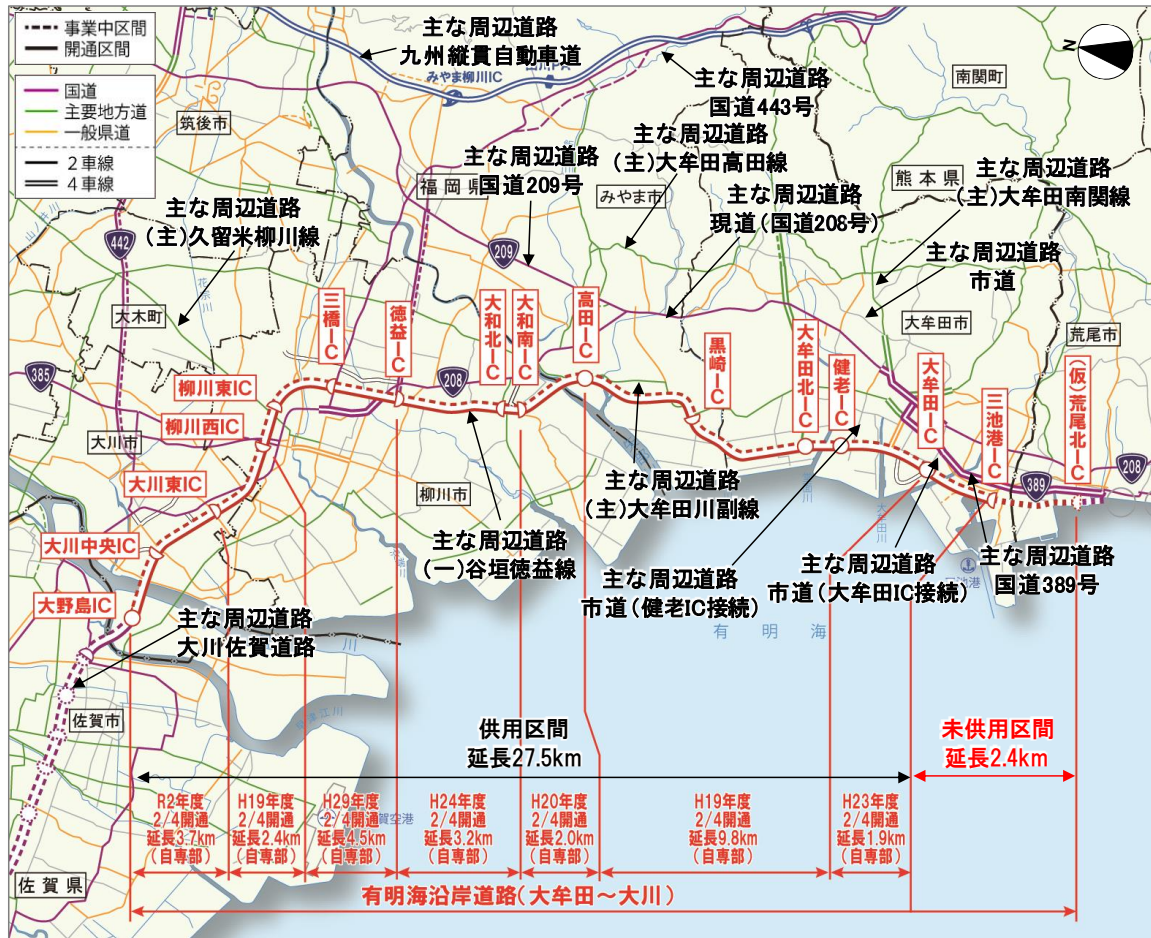 事業中区間
開通区間
国道
主要地方道
一般県道
2車線
4車線
主な周辺道路
九州縦貫自動車道
みやま柳川IC
N
主な周辺道路
国道443号
南関町
筑後市
主な周辺道路
(主)大牟田高田線
主な周辺道路
国道209号
福岡県
みやま市
熊本県
主な周辺道路
(主)大牟田南関線
主な周辺道路
現道(国道208号)
主な周辺道路
(主)久留米柳川線
442
209
主な周辺道路
市道
大木町
花宗川
山ノ井川
三橋IC
徳益IC
大和北IC
大和南IC
高田IC
黒崎IC
大牟田北IC
健老IC
大牟田市
大牟田IC
三池港IC
荒尾市
(仮)荒尾北IC
385
208
柳川東IC
柳川西IC
大川市
大川東IC
柳川市
389
208
大川中央IC
大野島IC
主な周辺道路
(主)大牟田川副線
主な周辺道路
(一)谷垣徳益線
主な周辺道路
市道(健老IC接続)
主な周辺道路
市道(大牟田IC接続)
主な周辺道路
国道389号
大牟田川
三池港
主な周辺道路
大川佐賀道路
有明海
佐賀市
供用区間
延長27.5km
未供用区間
延長2.4km
R2年度
2/4開通
延長3.7km
(自専部)
H19年度
2/4開通
延長2.4km
(自専部)
H29年度
2/4開通
延長4.5km
(自専部)
賀空港
H24年度
2/4開通
延長3.2km
(自専部)
H20年度
2/4開通
延長2.0km
(自専部)
H19年度
2/4開通
延長9.8km
(自専部)
H23年度
2/4開通
延長1.9km
(自専部)
佐賀県
有明海沿岸道路(大牟田~大川)